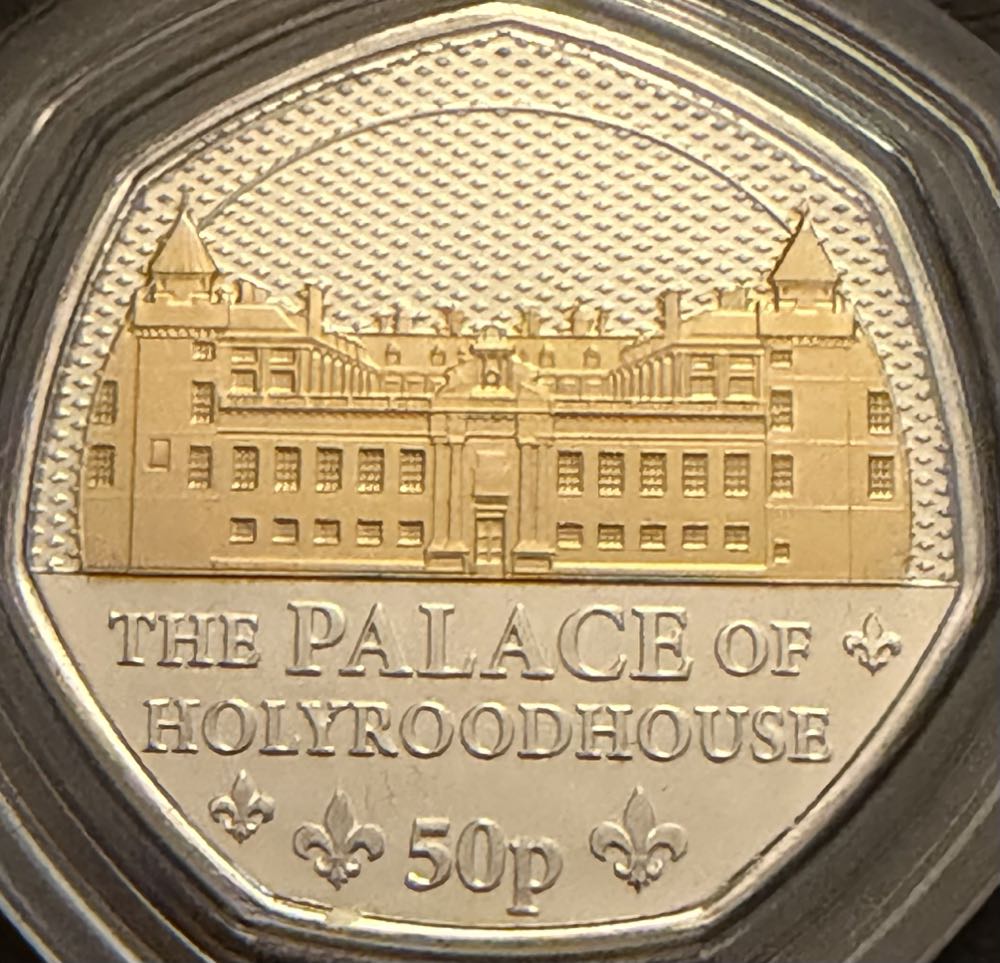 THE PALACE OF
HOLYROODHOUSE
50p